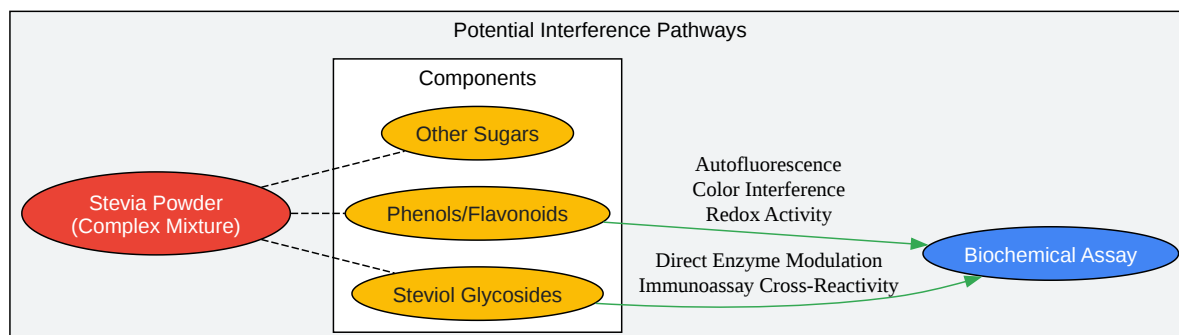 Potential Interference Pathways
Components
Other Sugars
Stevia Powder
(Complex Mixture)
Phenols/Flavonoids
Steviol Glycosides
Autofluorescence
Color Interference
Redox Activity
Direct Enzyme Modulation
Immunoassay Cross-Reactivity
Biochemical Assay